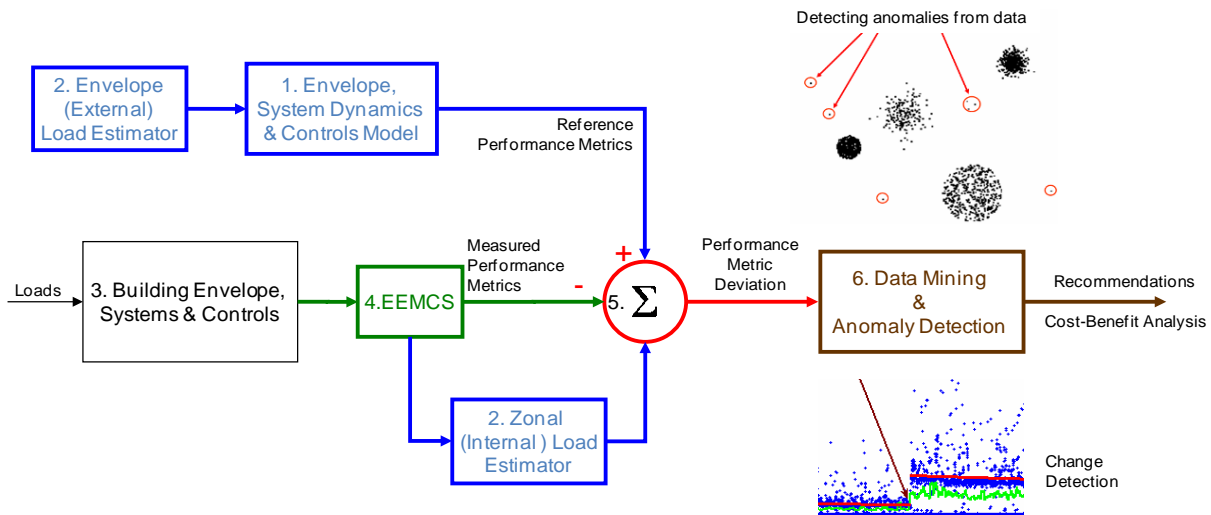 Detecting anomalies from data
2. Envelope
(External)
Load Estimator
1. Envelope,
System Dynamics
& Controls Model
Reference
Performance Metrics
Loads
3. Building Envelope,
Systems & Controls
4.EEMCS
Measured
Performance
Metrics
+
-
5. Σ
Performance
Metric
Deviation
6. Data Mining
&
Anomaly Detection
Recommendations
Cost-Benefit Analysis
2. Zonal
(Internal ) Load
Estimator
Change
Detection